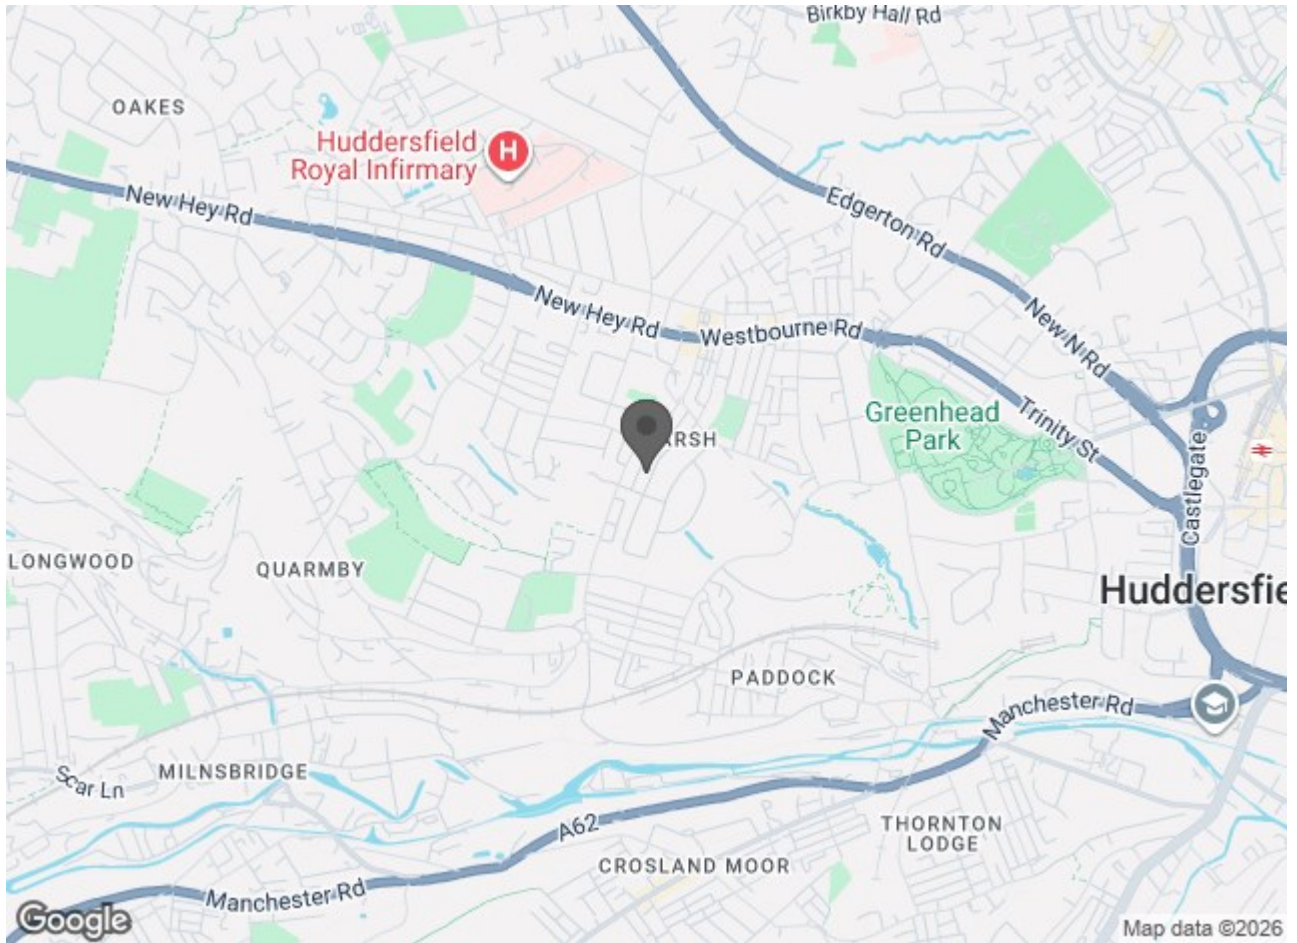 Birkby Hall Rd
OAKES
Huddersfield
Royal Infirmary
H
New Hey Rd
Edgerton Rd
New Hey Rd
Westbourne Rd
New N Rd
Greenhead
Park
Trinity St
ARSH
Castlegate
LONGWOOD
QUARMBY
Huddersfie
PADDOCK
Manchester Rd
MILNSBRIDGE
Scar Ln
A62
THORNTON
LODGE
CROSLAND MOOR
Manchester Rd
Google
Map data ©2026